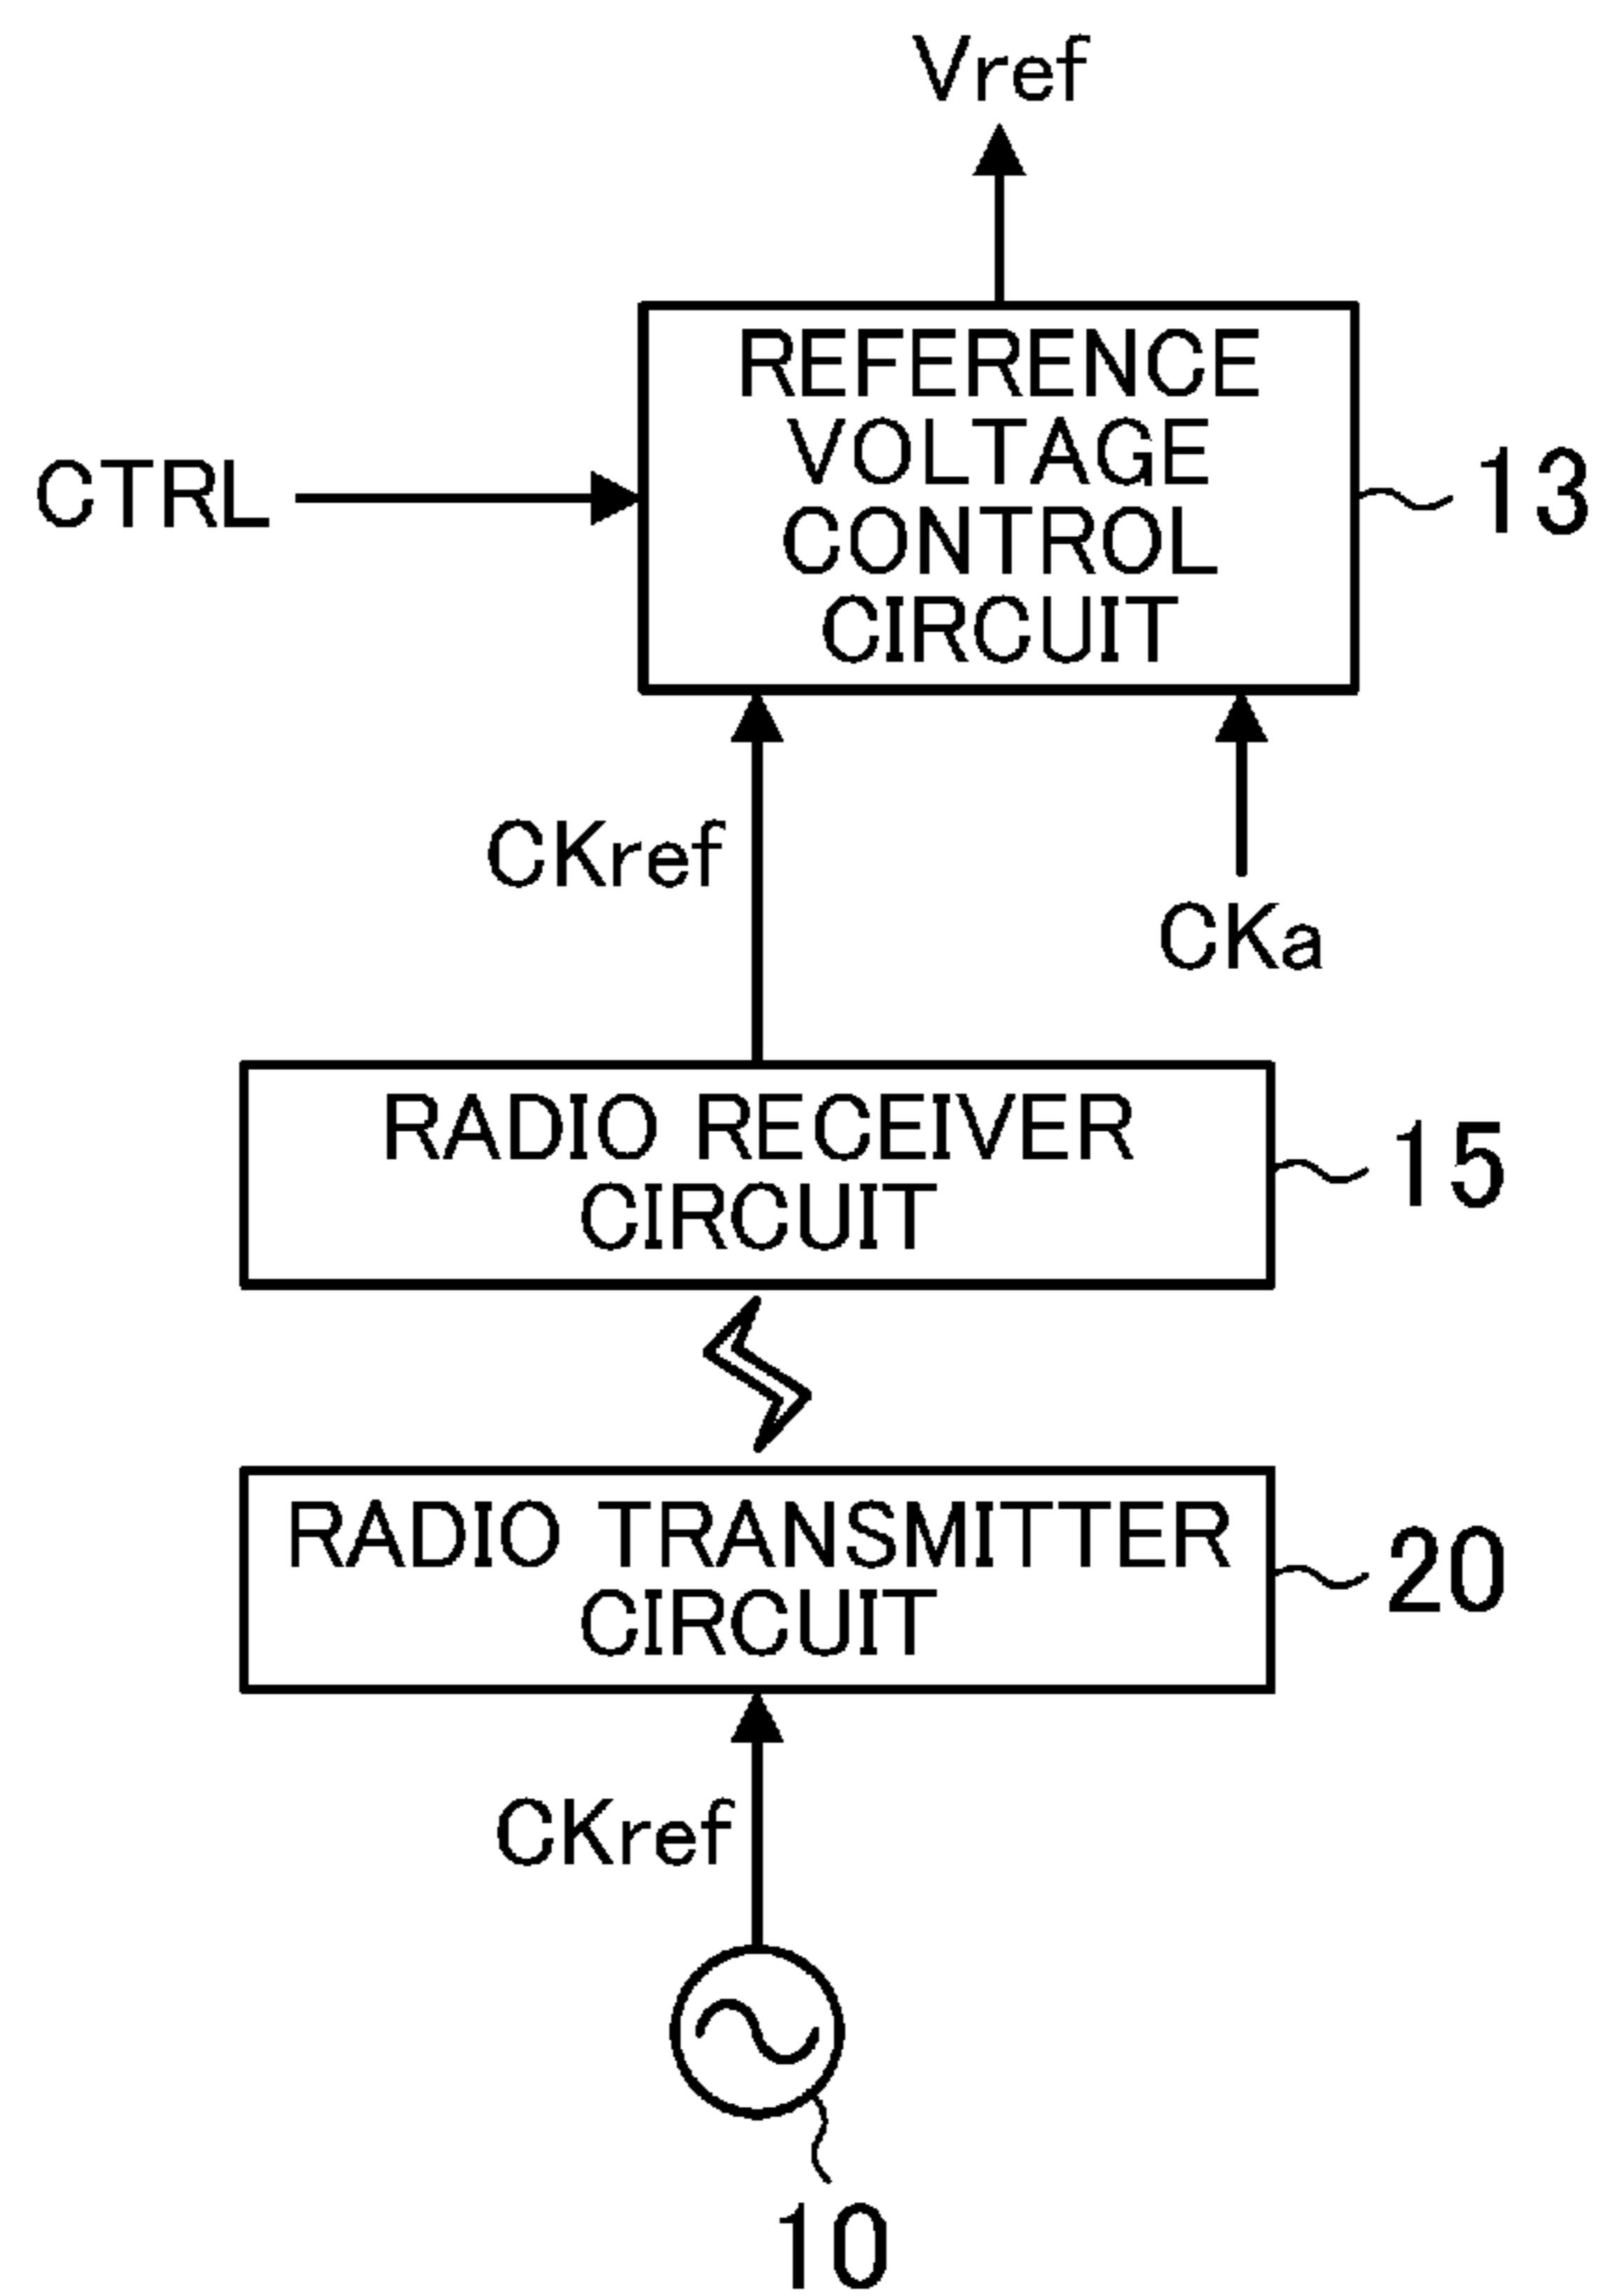 Vref
REFERENCE
VOLTAGE
CONTROL
CIRCUIT
CTRL
13
CKref
CKa
RADIO RECEIVER
CIRCUIT
15
RADIO TRANSMITTER
CIRCUIT
20
CKref
10